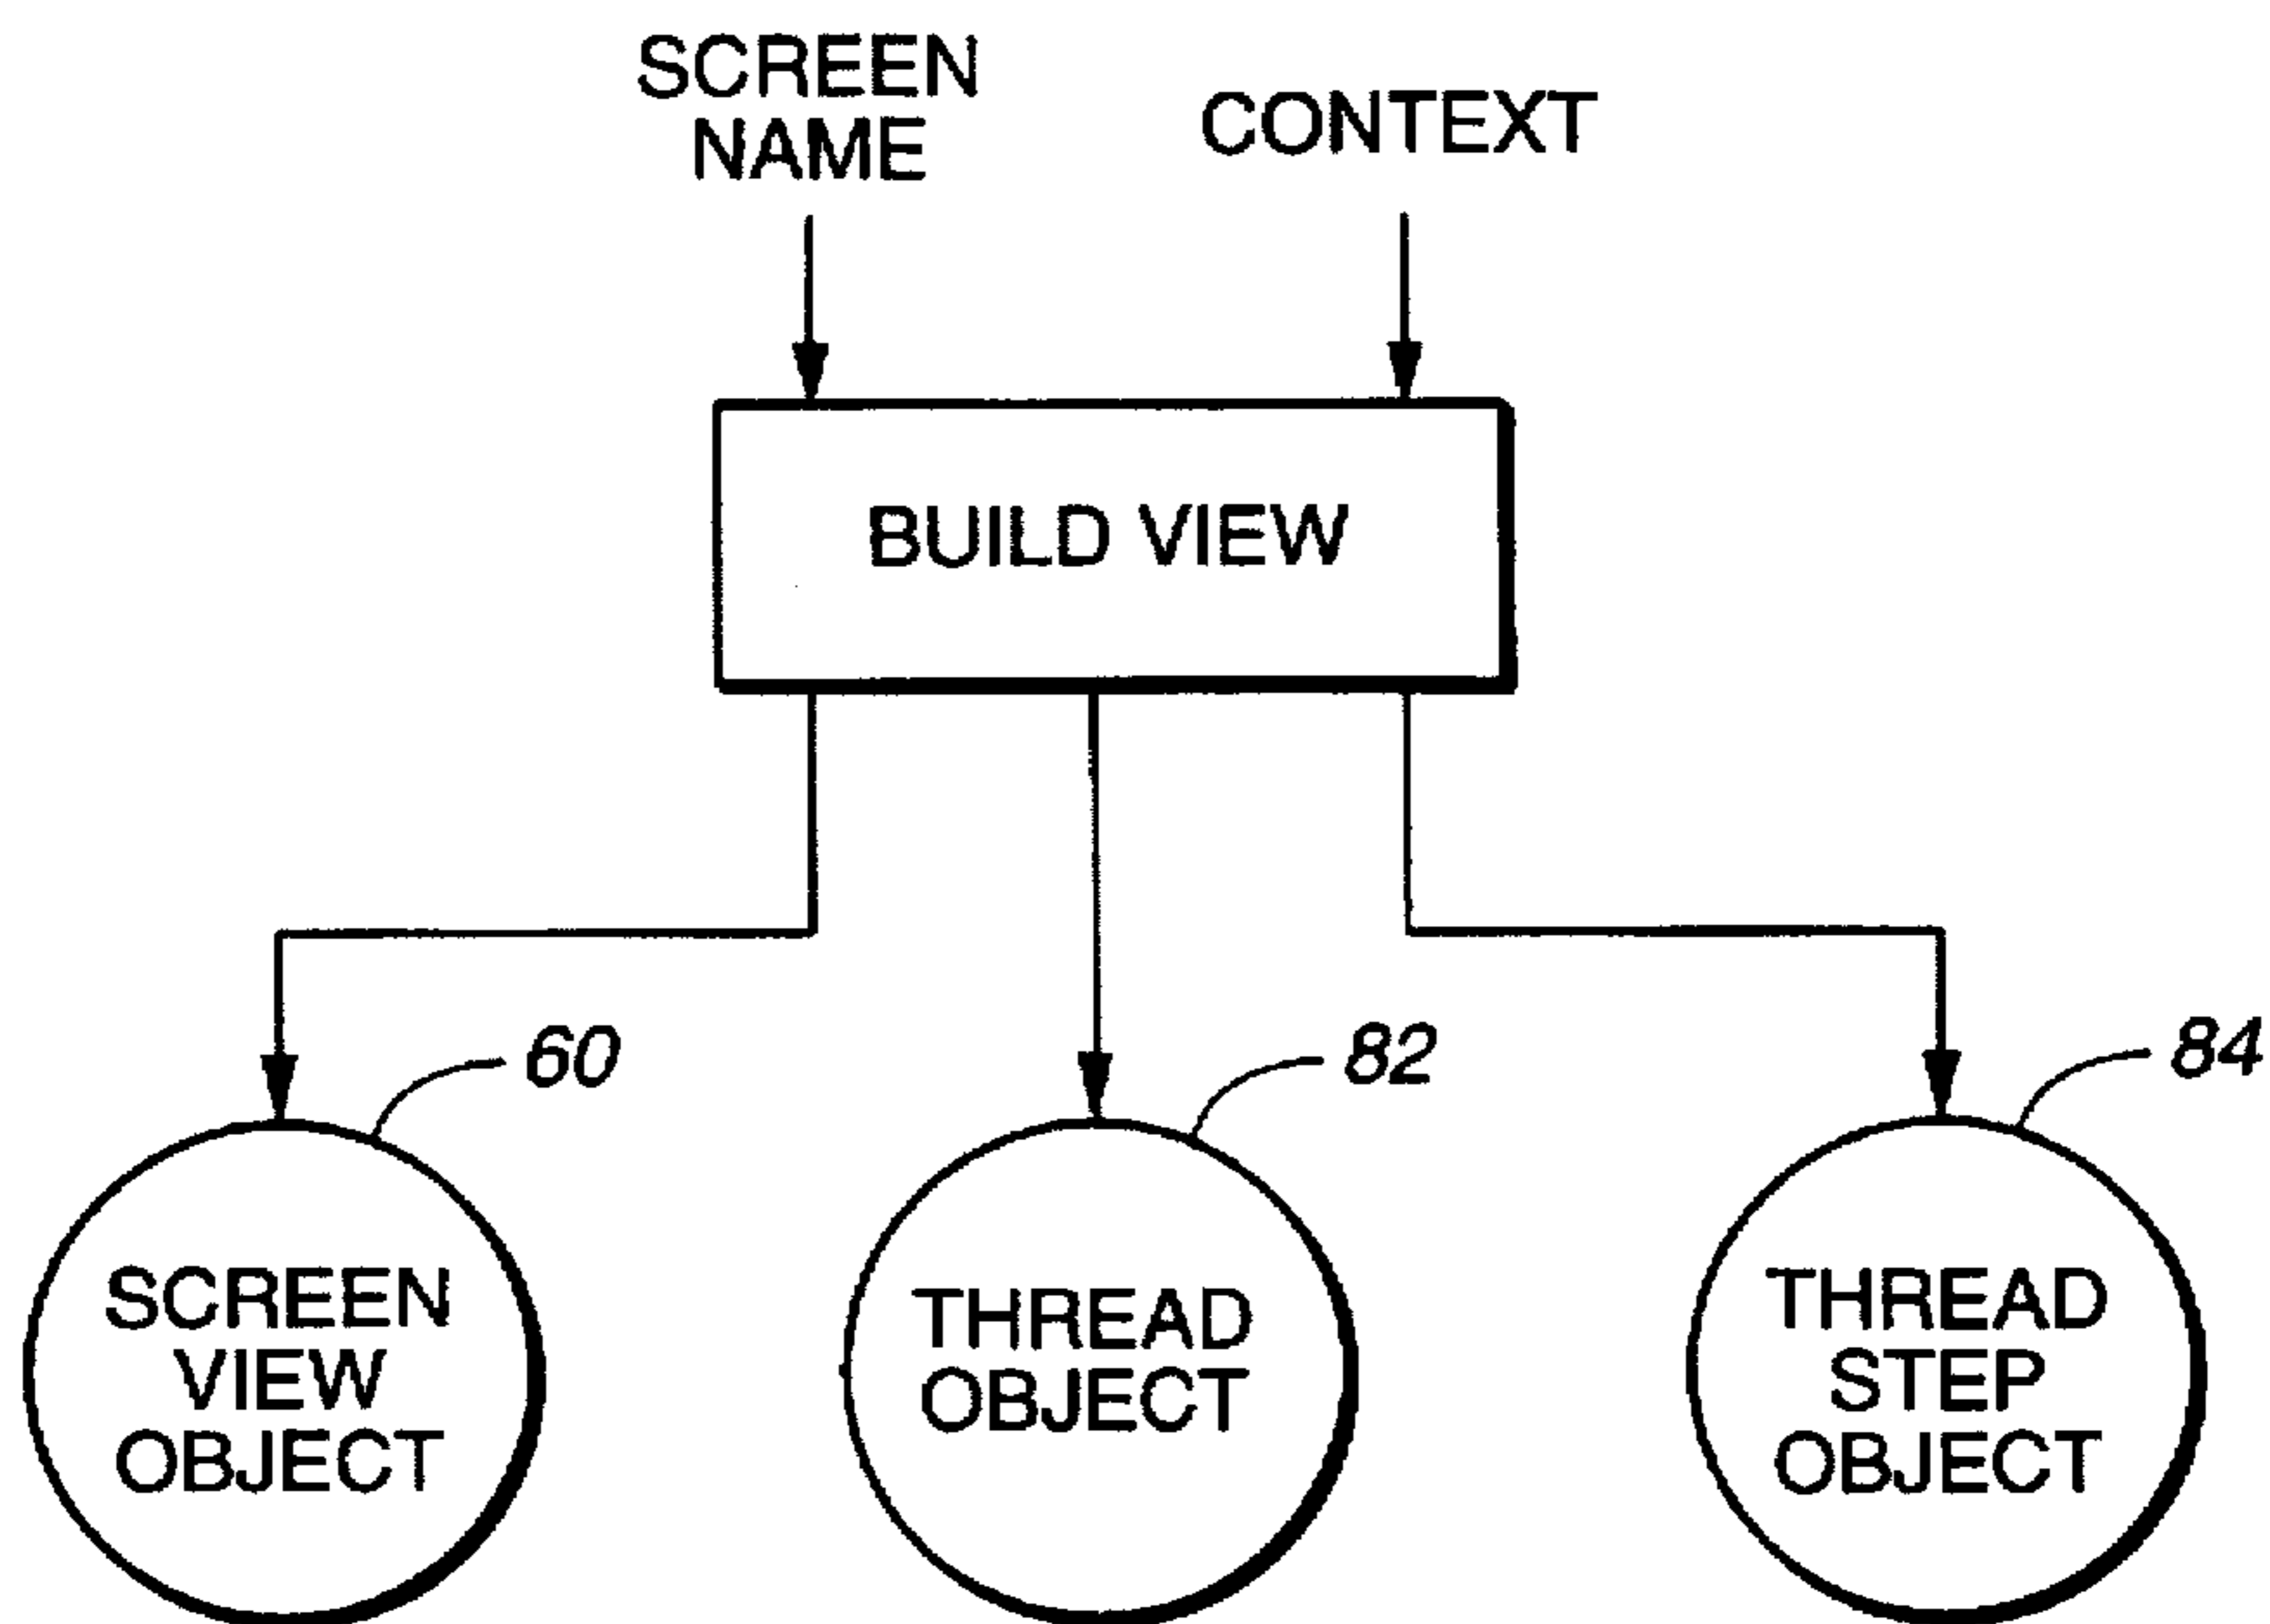 SCREEN
NAME
CONTEXT
BUILD VIEW
60
82
84
SCREEN
VIEW
OBJECT
THREAD
OBJECT
THREAD
STEP
OBJECT